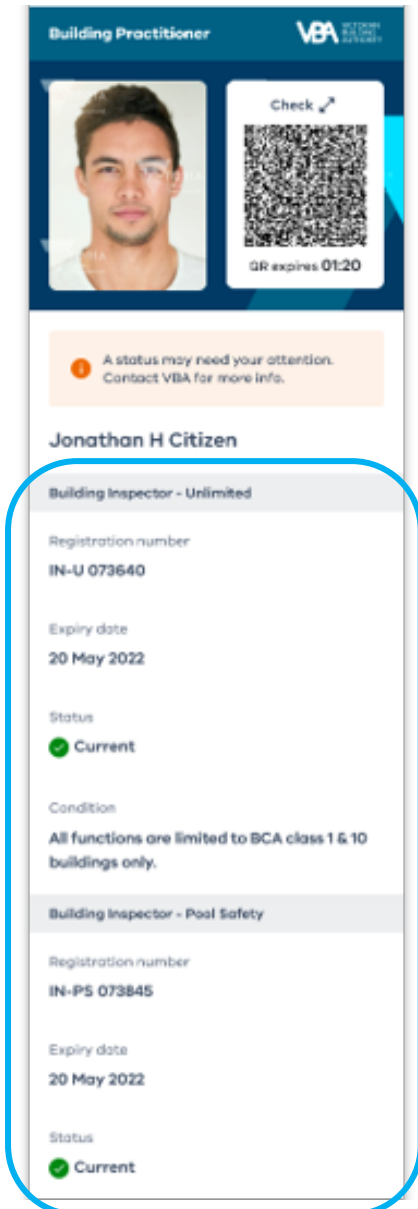 Building Practitioner
VBA VICTORIAN
BUILDING
AUTHORITY
Check
QR expires 01:20
A status may need your attention.
Contact VBA for more info.
Jonathan H Citizen
Building Inspector - Unlimited
Registration number
IN-U 073640
Expiry date
20 May 2022
Status
Current
Condition
All functions are limited to BCA class 1 & 10
buildings only.
Building Inspector - Pool Safety
Registration number
IN-PS 073845
Expiry date
20 May 2022
Status
Current